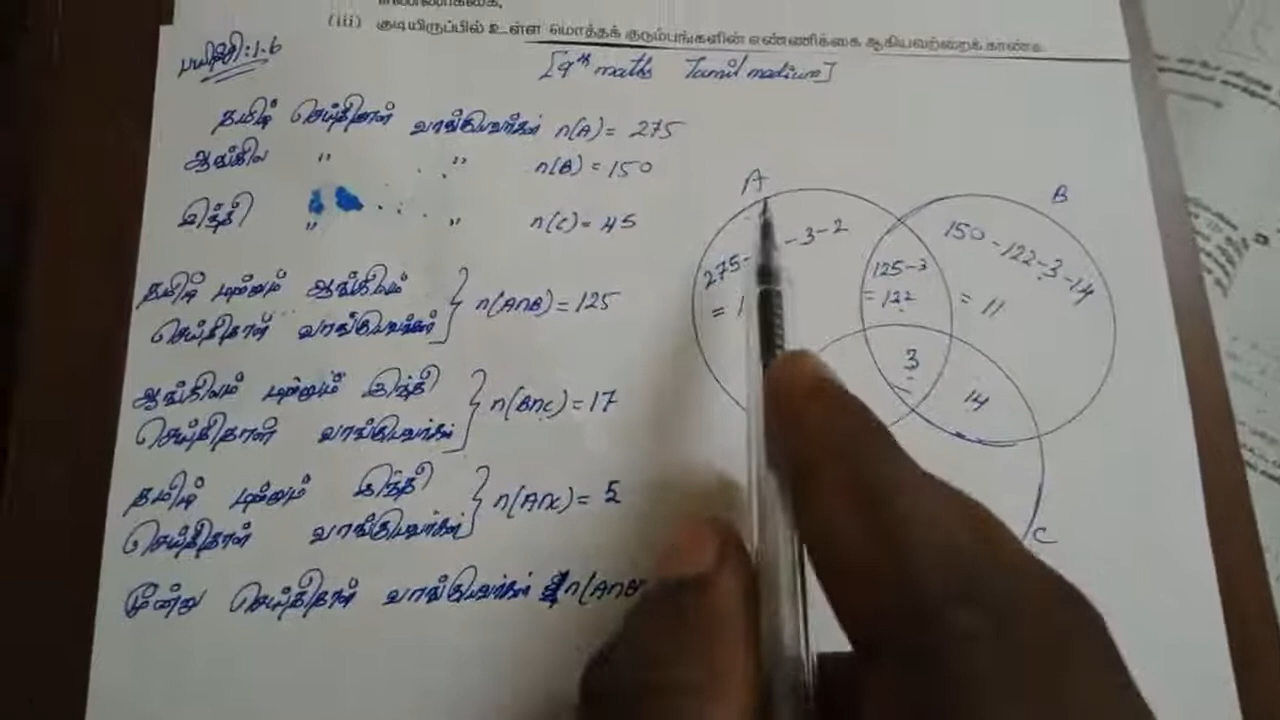 (iii) குடியிருப்பில் உள்ள மொத்தக் குடும்பங்களின் எண்ணிக்கை ஆகியவற்றைக் காண்க.
பயிற்சி: 1.6
[9th maths Tamil medium]
தமிழ் செய்தித்தாள் வாங்குபவர்கள் n(A) = 275
ஆங்கில " " n(B) = 150
இந்தி " " n(C) = 45
தமிழ் மற்றும் ஆங்கிலம்
செய்தித்தாள் வாங்குபவர்கள் } n(A∩B) = 125
ஆங்கிலம் மற்றும் இந்தி
செய்தித்தாள் வாங்குபவர்கள் } n(B∩C) = 17
தமிழ் மற்றும் இந்தி
செய்தித்தாள் வாங்குபவர்கள் } n(A∩C) = 5
மூன்று செய்தித்தாள் வாங்குபவர்கள் n(A∩B
A
B
275- -3-2
= 1
125-3
= 122
150-122-3-14
= 11
3
14
C